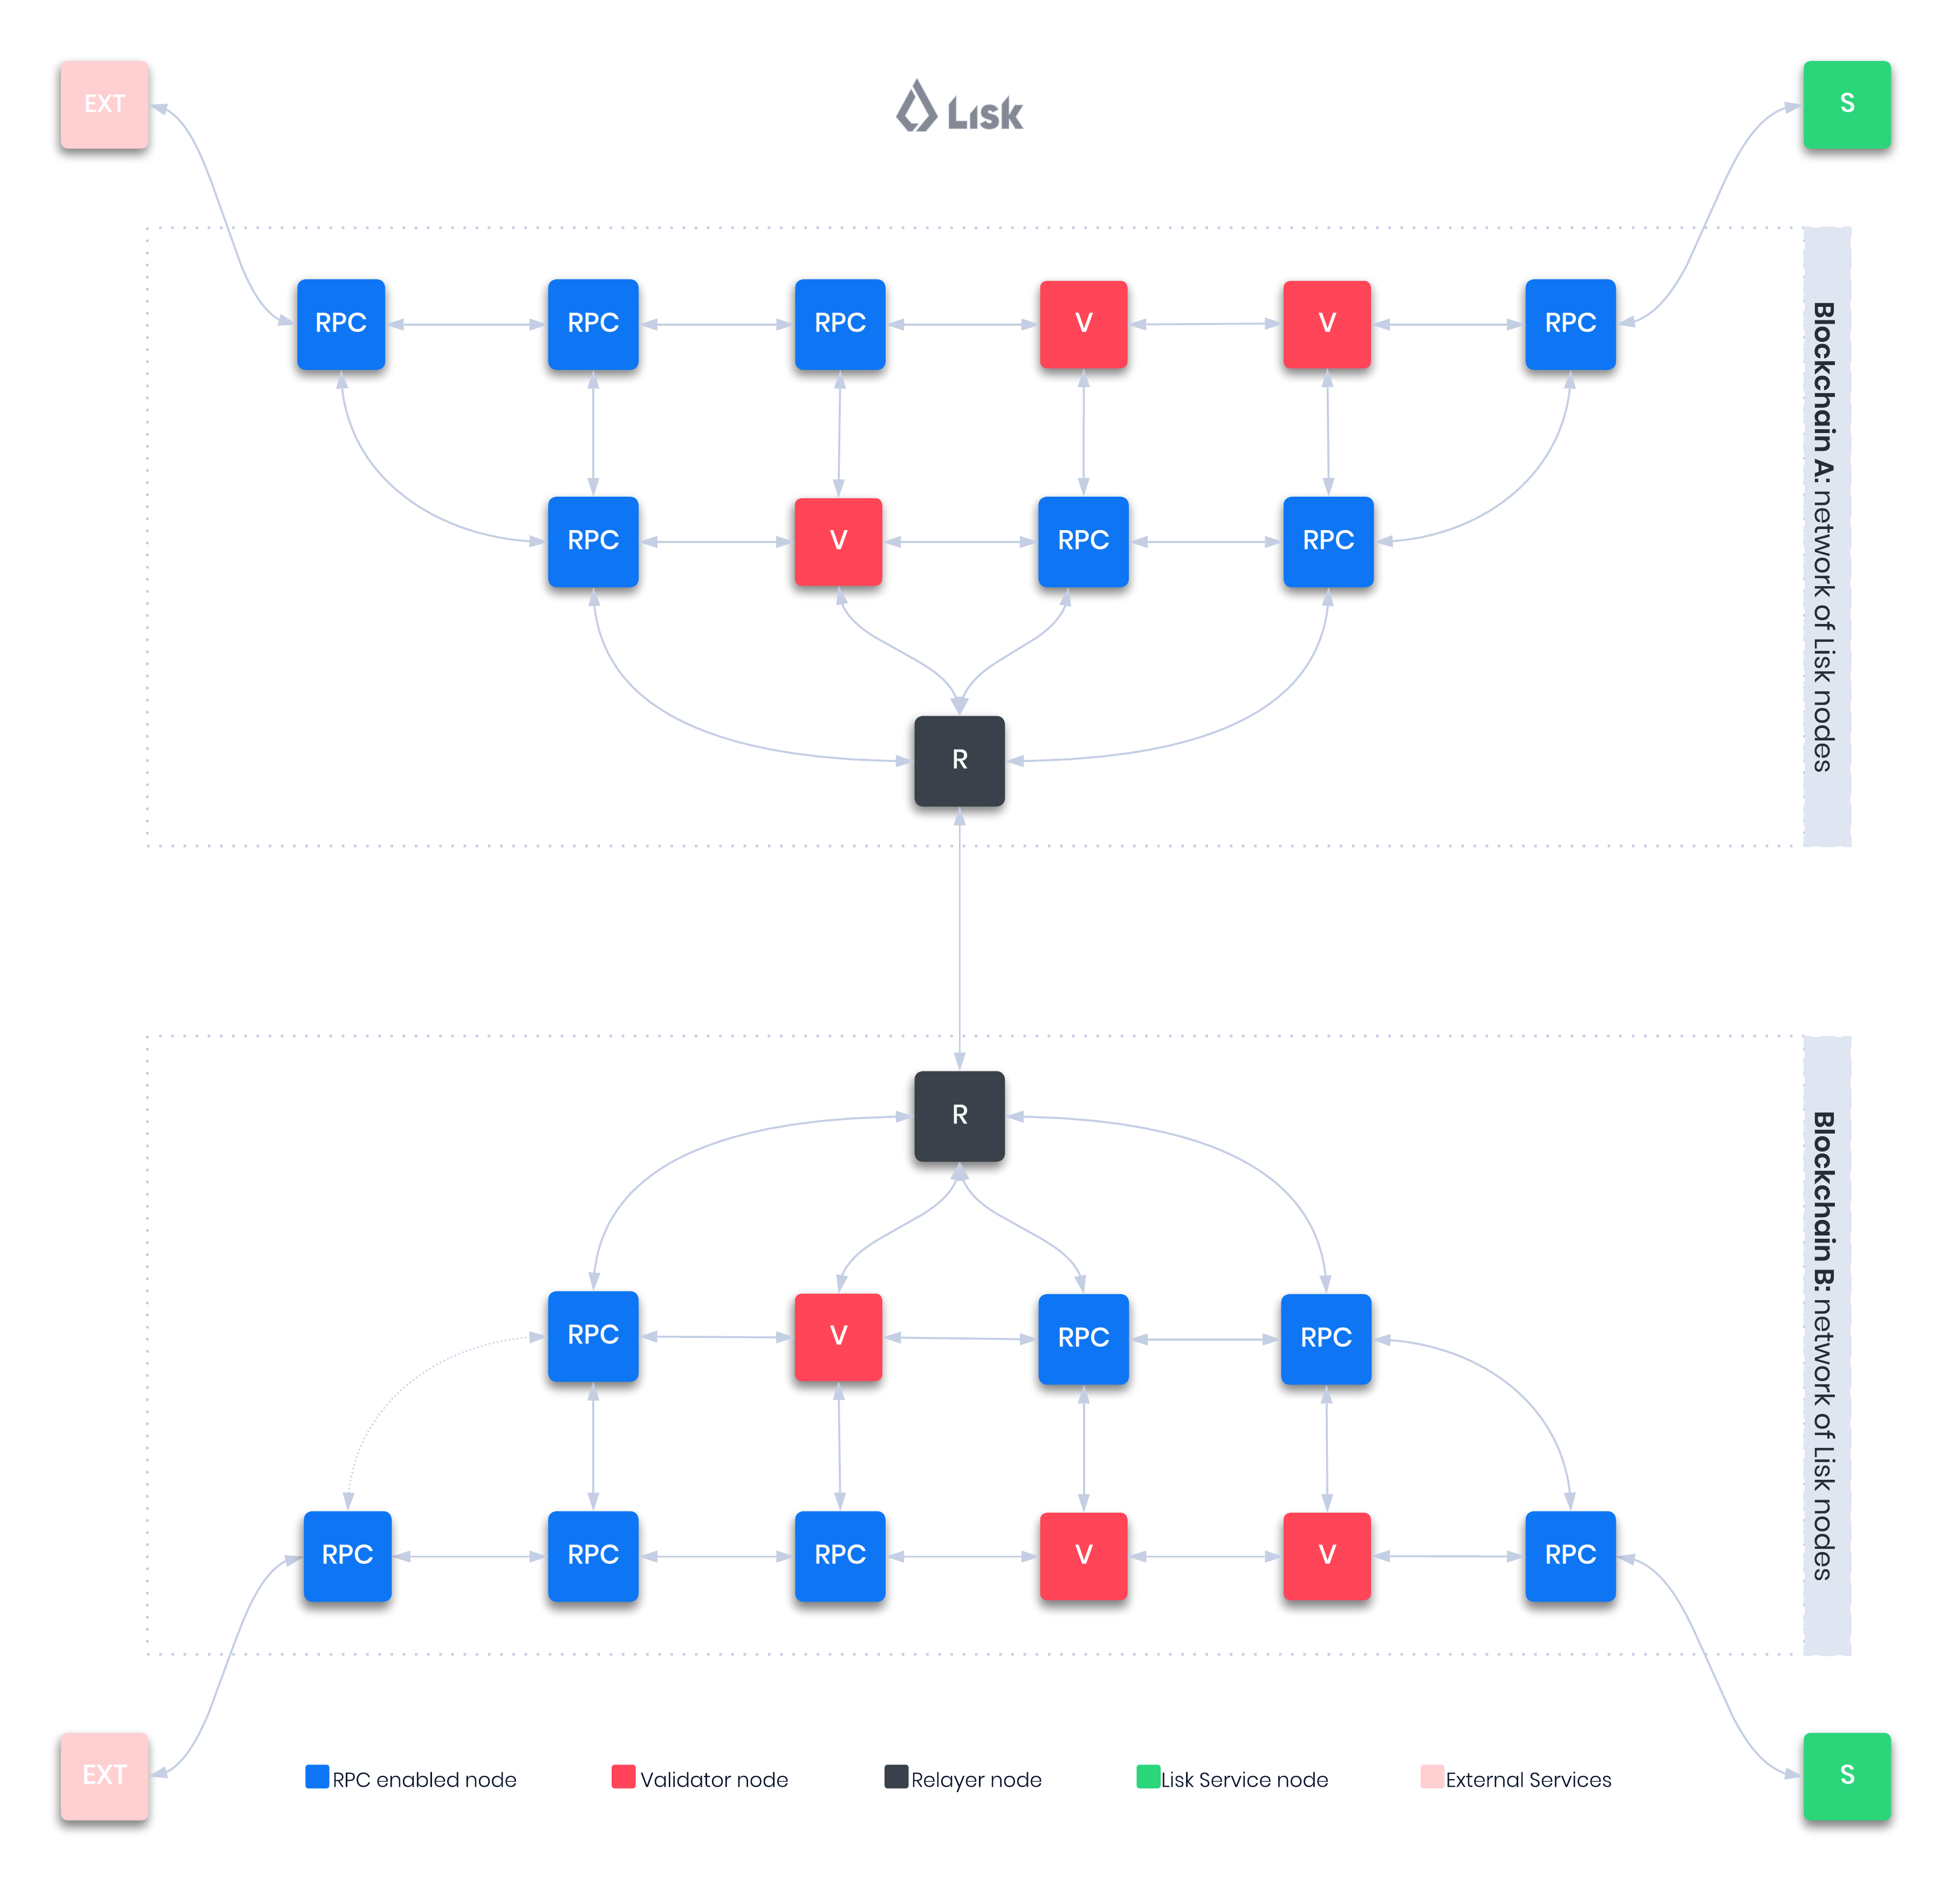 EXT
Lisk
S
RPC
RPC
RPC
V
V
RPC
RPC
V
RPC
RPC
R
Blockchain A: network of Lisk nodes
R
RPC
V
RPC
RPC
RPC
RPC
RPC
V
V
RPC
Blockchain B: network of Lisk nodes
EXT
S
RPC enabled node
Validator node
Relayer node
Lisk Service node
External Services